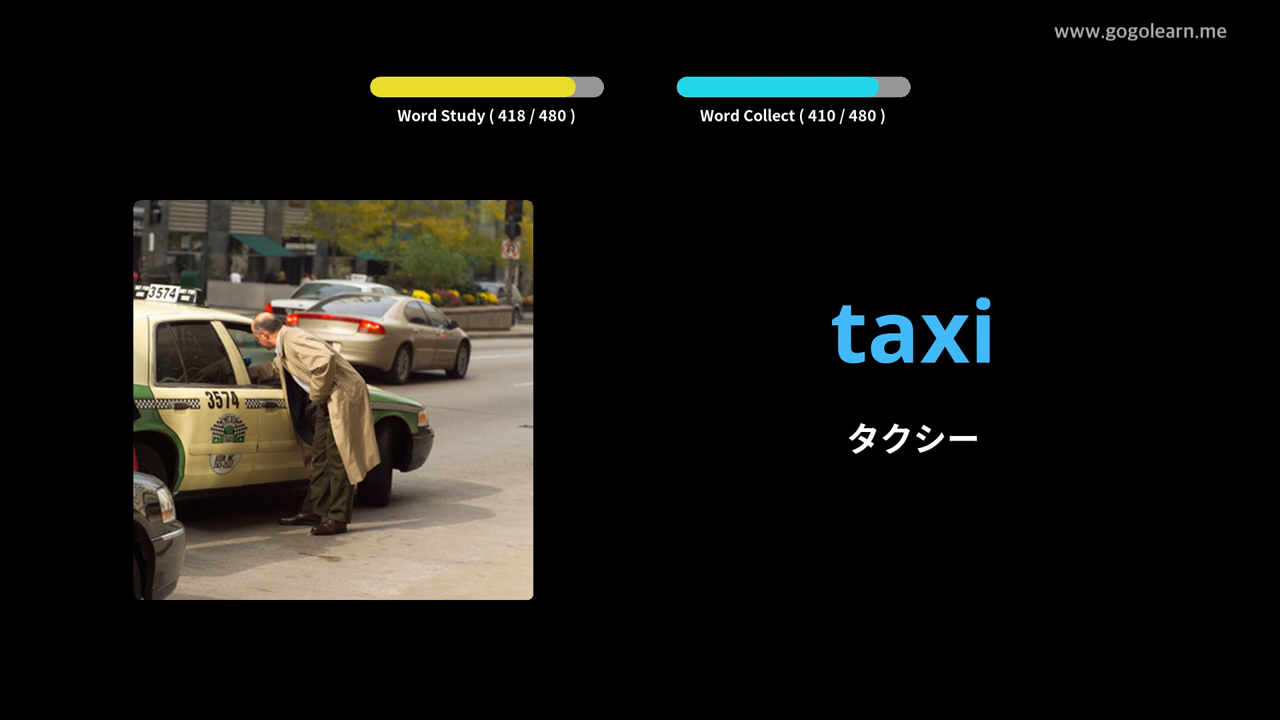 www.gogolearn.me
Word Study ( 418 / 480 )
Word Collect ( 410 / 480 )
3574
3574
taxi
タクシー